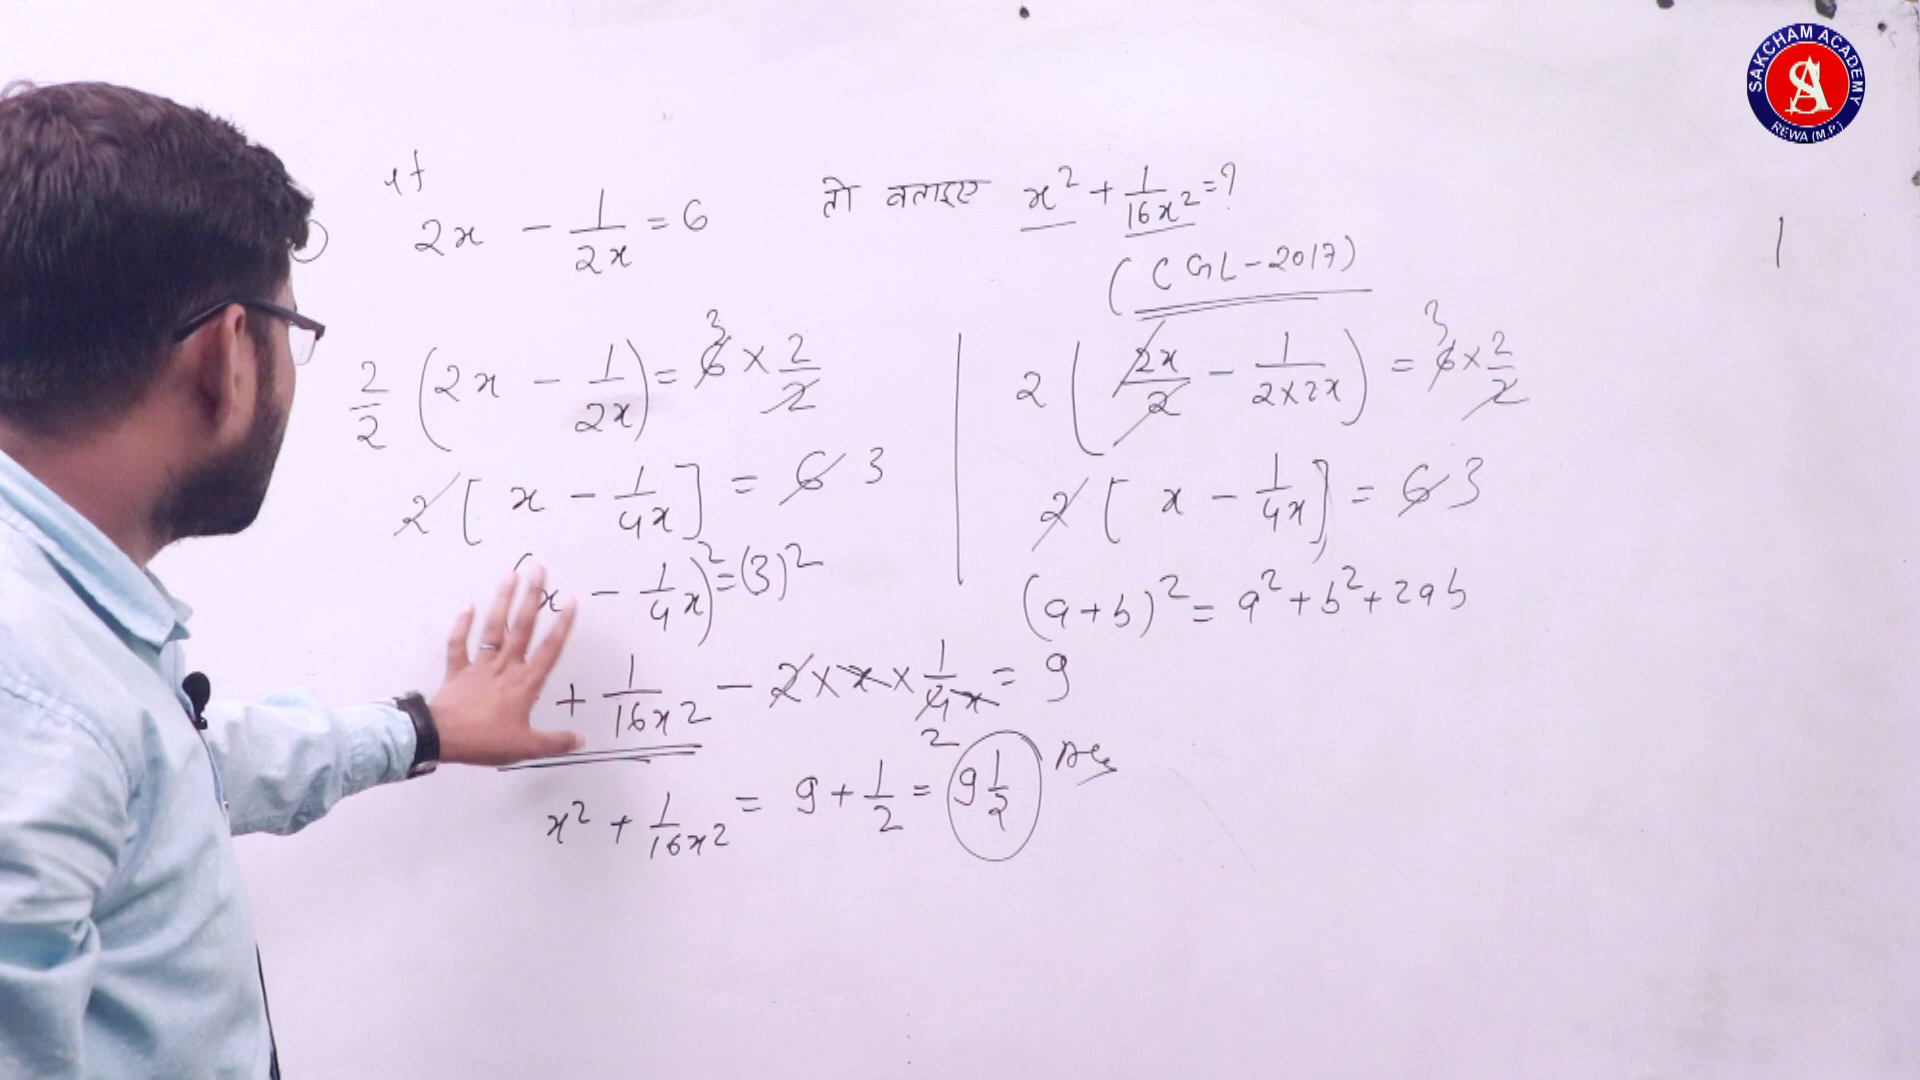 SAKCHAM ACADEMY
SA
REWA (M.P.)
If
2x - 1/2x = 6 तो बताइए x² + 1/16x² = ?
(CGL-2017)
2/2 (2x - 1/2x) = 6 3 × 2/2
2 [x - 1/4x] = 6 3
(x - 1/4x)² = (3)²
+ 1/16x² - 2 × x × 1/4x 2 = 9
x² + 1/16x² = 9 + 1/2 = 9 1/2 Ans
2 (2x/2 - 1/2×2x) = 6 3 × 2/2
2 [x - 1/4x] = 6 3
(a+b)² = a² + b² + 2ab